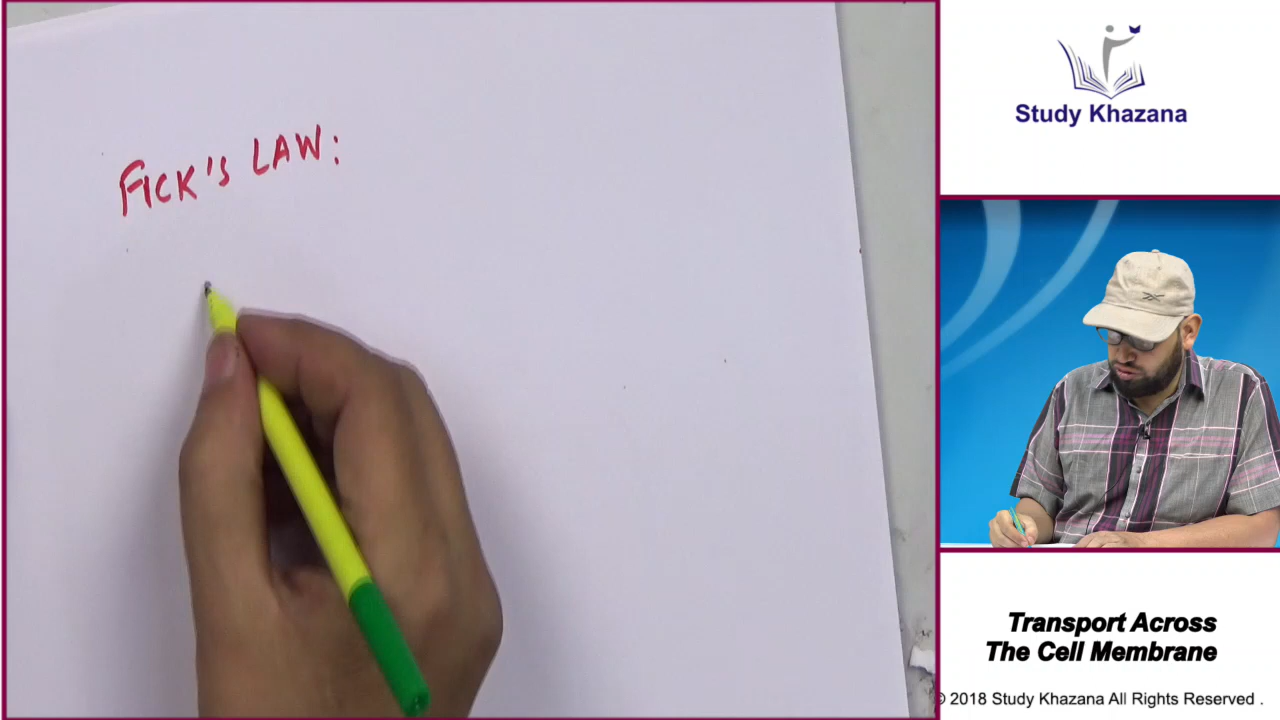 FICK'S LAW:
Study Khazana
Transport Across
The Cell Membrane
© 2018 Study Khazana All Rights Reserved .